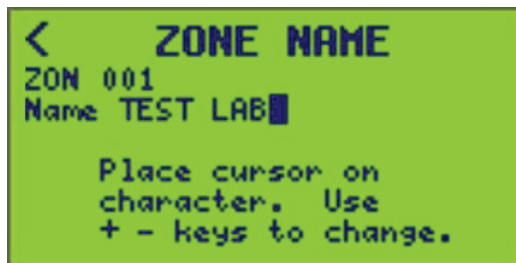 < ZONE NAME
ZON 001
Name TEST LAB
Place cursor on
character. Use
+ - keys to change.